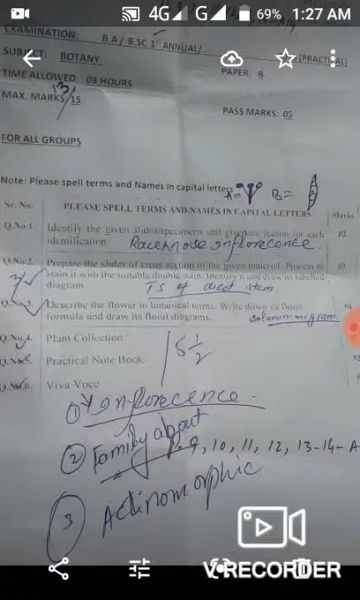 4G G 69% 1:27 AM
EXAMINATION: B.A/ B.SC 1st ANNUAL/
(PRACTICAL)
SUBJECT: BOTANY
PAPER: B
TIME ALLOWED: 03 HOURS
MAX. MARKS: 15
13
PASS MARKS: 05
FOR ALL GROUPS
Note: Please spell terms and Names in capital letters
A= B=
Sr. No. PLEASE SPELL TERMS AND NAMES IN CAPITAL LETTERS Marks
Q.No.1 Identify the given slides/specimens and give one reason for each 02
identification.
Racemose inflorecence.
Q.No.2 Prepare the slides of cross section of the given material. Process to 03
stain it with the suitable double stain. Identify it and draw its labelled
diagram.
TS of dicot stem
Q.No.3 Describe the flower in botanical terms. Write down its floral 04
formula and draw its floral diagrams.
Solanum nigram
Q.No.4 Plant Collection
Q.No.5 Practical Note Book
5 1/2
Q.No.6 Viva Voce
① inflorecence
② Family about
P. 9, 10, 11, 12, 13-14-A
③ Actinomorphic
V RECORDER